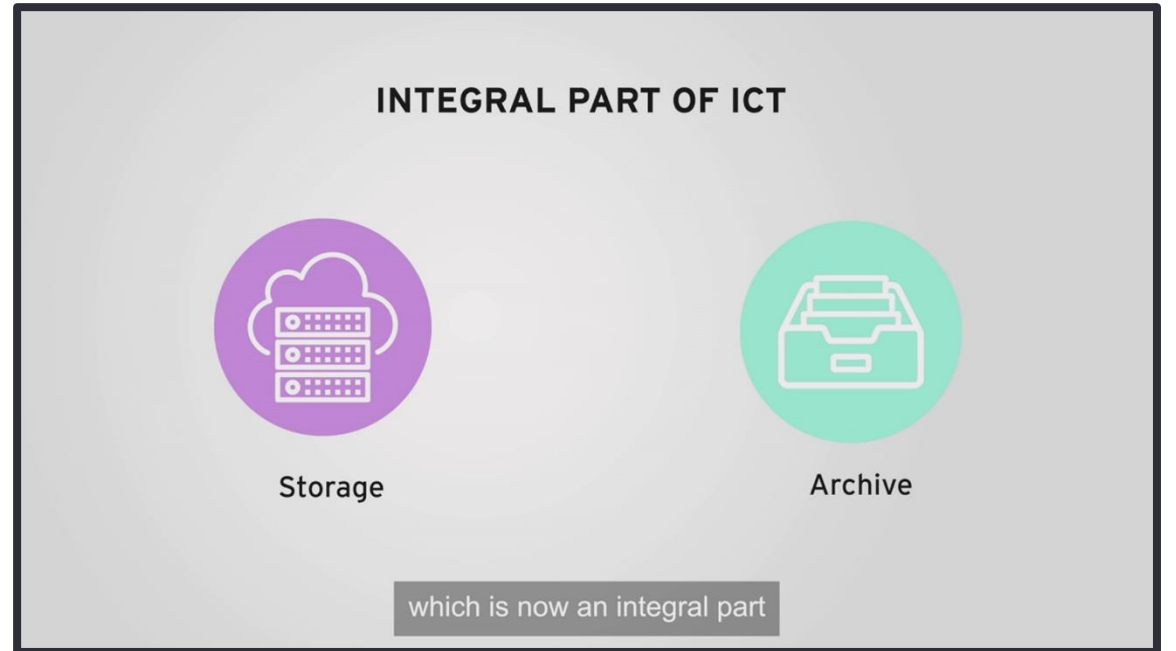 INTEGRAL PART OF ICT
Storage
Archive
which is now an integral part